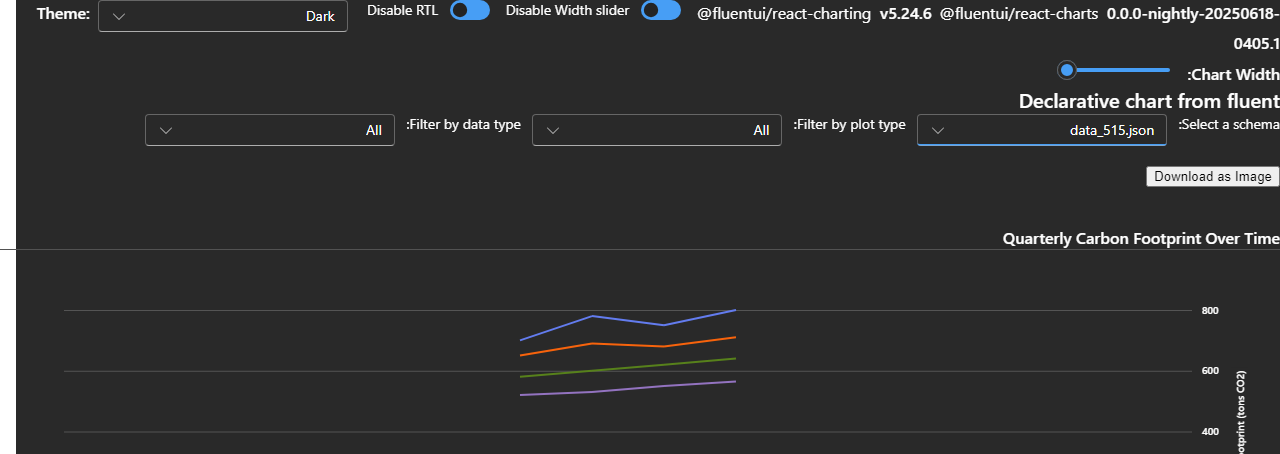 Theme: Dark Disable RTL Disable Width slider @fluentui/react-charting v5.24.6 @fluentui/react-charts 0.0.0-nightly-20250618-
0405.1
:Chart Width
Declarative chart from fluent
:Select a schema data_515.json :Filter by plot type All :Filter by data type All
Download as Image
Quarterly Carbon Footprint Over Time
800
600
400
(tons CO2)